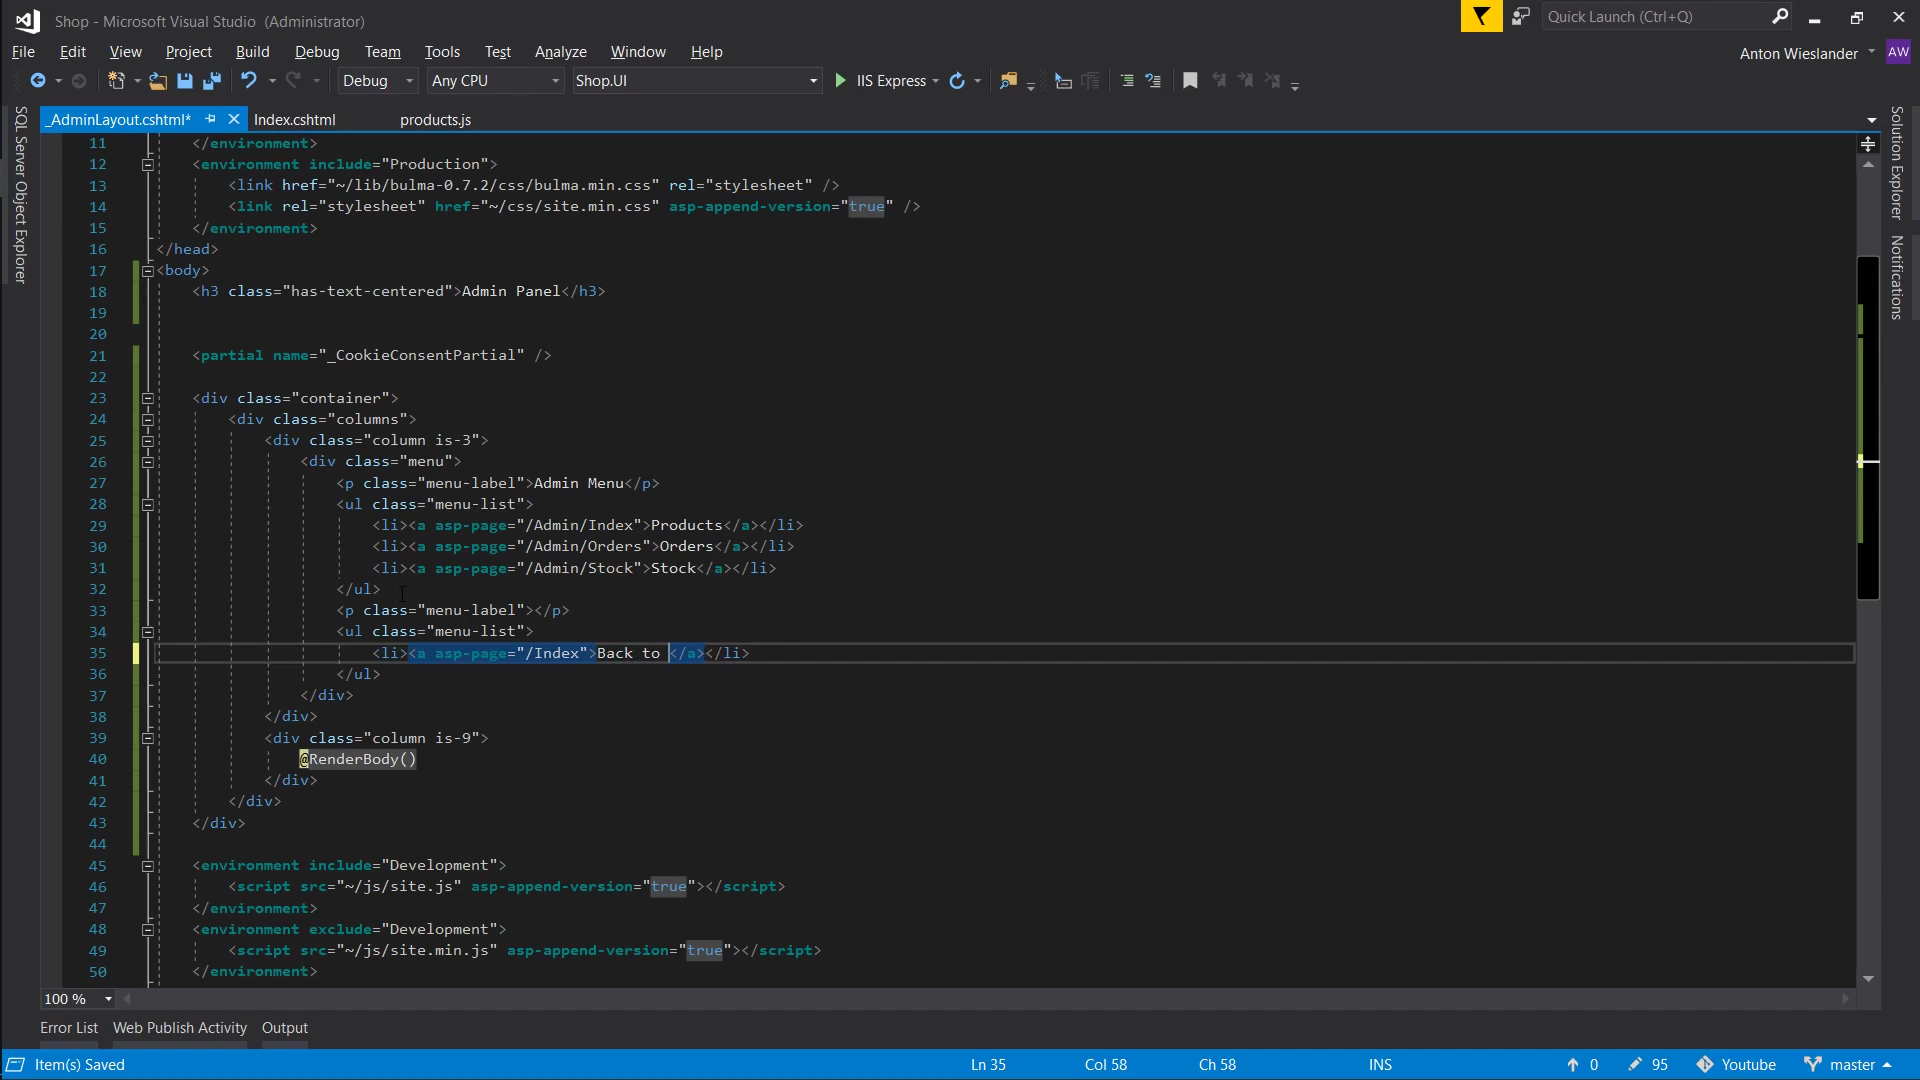 Shop - Microsoft Visual Studio (Administrator)
Quick Launch (Ctrl+Q)
File Edit View Project Build Debug Team Tools Test Analyze Window Help
Anton Wieslander AW
Debug Any CPU Shop.UI IIS Express
_AdminLayout.cshtml* Index.cshtml products.js
SQL Server Object Explorer
Solution Explorer
Notifications
11 </environment>
12 <environment include="Production">
13 <link href="~/lib/bulma-0.7.2/css/bulma.min.css" rel="stylesheet" />
14 <link rel="stylesheet" href="~/css/site.min.css" asp-append-version="true" />
15 </environment>
16 </head>
17 <body>
18 <h3 class="has-text-centered">Admin Panel</h3>
19
20
21 <partial name="_CookieConsentPartial" />
22
23 <div class="container">
24 <div class="columns">
25 <div class="column is-3">
26 <div class="menu">
27 <p class="menu-label">Admin Menu</p>
28 <ul class="menu-list">
29 <li><a asp-page="/Admin/Index">Products</a></li>
30 <li><a asp-page="/Admin/Orders">Orders</a></li>
31 <li><a asp-page="/Admin/Stock">Stock</a></li>
32 </ul>
33 <p class="menu-label"></p>
34 <ul class="menu-list">
35 <li><a asp-page="/Index">Back to </a></li>
36 </ul>
37 </div>
38 </div>
39 <div class="column is-9">
40 @RenderBody()
41 </div>
42 </div>
43 </div>
44
45 <environment include="Development">
46 <script src="~/js/site.js" asp-append-version="true"></script>
47 </environment>
48 <environment exclude="Development">
49 <script src="~/js/site.min.js" asp-append-version="true"></script>
50 </environment>
100 %
Error List Web Publish Activity Output
Item(s) Saved Ln 35 Col 58 Ch 58 INS 0 95 Youtube master